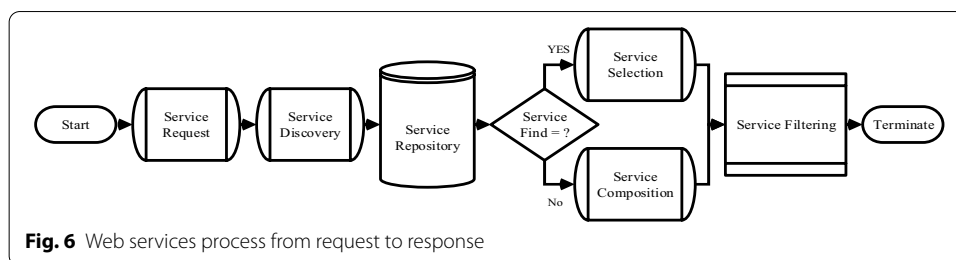 Start
Service
Request
Service
Discovery
Service
Repository
Service
Find = ?
YES
Service
Selection
No
Service
Composition
Service Filtering
Terminate
Fig. 6 Web services process from request to response